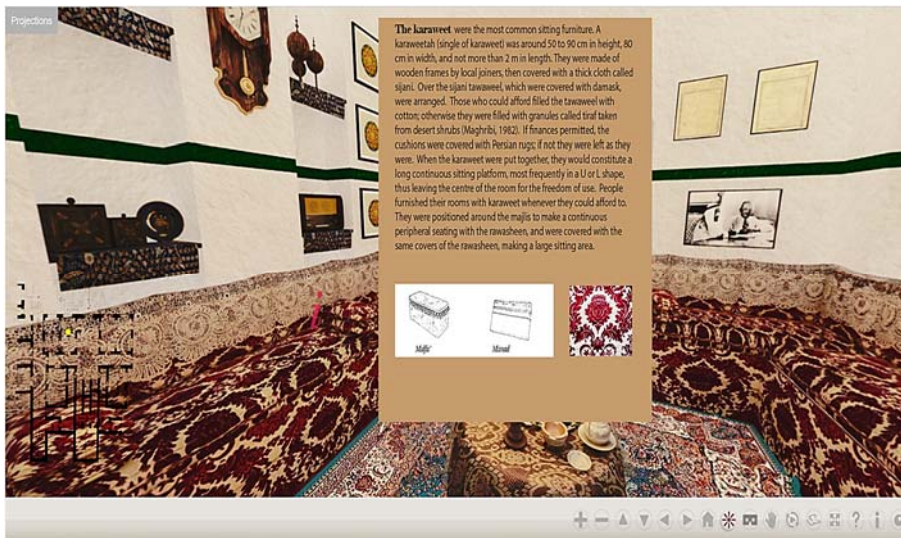 Projections
The karaweet were the most common sitting furniture. A
karaweetah (single of karaweet) was around 50 to 90 cm in height, 80
cm in width, and not more than 2 m in length. They were made of
wooden frames by local joiners, then covered with a thick cloth called
sijani. Over the sijani tawaweel, which were covered with damask,
were arranged. Those who could afford filled the tawaweel with
cotton; otherwise they were filled with granules called tiraf taken
from desert shrubs (Maghribi, 1982). If finances permitted, the
cushions were covered with Persian rugs; if not they were left as they
were. When the karaweet were put together, they would constitute a
long continuous sitting platform, most frequently in a U or L shape,
thus leaving the centre of the room for the freedom of use. People
furnished their rooms with karaweet whenever they could afford to.
They were positioned around the majlis to make a continuous
peripheral seating with the rawasheen, and were covered with the
same covers of the rawasheen, making a large sitting area.